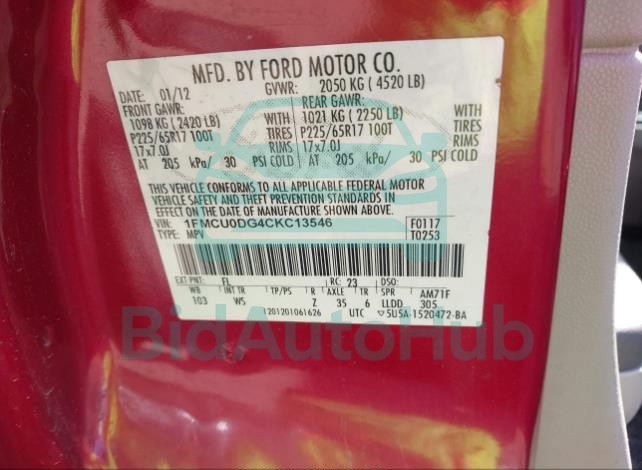 MFD. BY FORD MOTOR CO.
DATE: 01/12 GVWR: 2050 KG ( 4520 LB)
FRONT GAWR: REAR GAWR:
1098 KG ( 2420 LB) WITH 1021 KG ( 2250 LB) WITH
P225/65R17 100T TIRES P225/65R17 100T TIRES
17x7.0J RIMS 17x7.0J RIMS
AT 205 kPa/ 30 PSI COLD AT 205 kPa/ 30 PSI COLD
THIS VEHICLE CONFORMS TO ALL APPLICABLE FEDERAL MOTOR
VEHICLE SAFETY AND THEFT PREVENTION STANDARDS IN
EFFECT ON THE DATE OF MANUFACTURE SHOWN ABOVE.
VIN: 1FMCU0DG4CKC13546 F0117
TYPE: MPV T0253
EXT PNT: FL RC: 23 DSO:
WB INT TR TP/PS R AXLE TR SPR AM71F
103 WS Z 35 6 LLDD 305
1201201061626 UTC 5U5A-1520472-BA
BidAutoHub